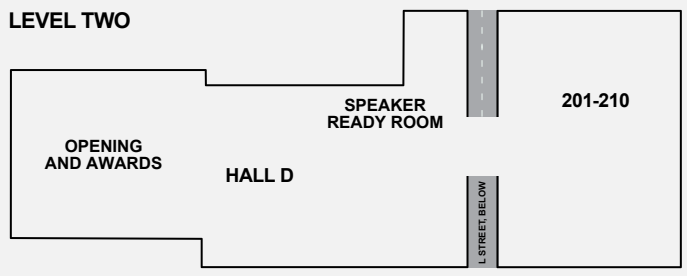 LEVEL TWO
OPENING
AND AWARDS
HALL D
SPEAKER
READY ROOM
L STREET, BELOW
201-210